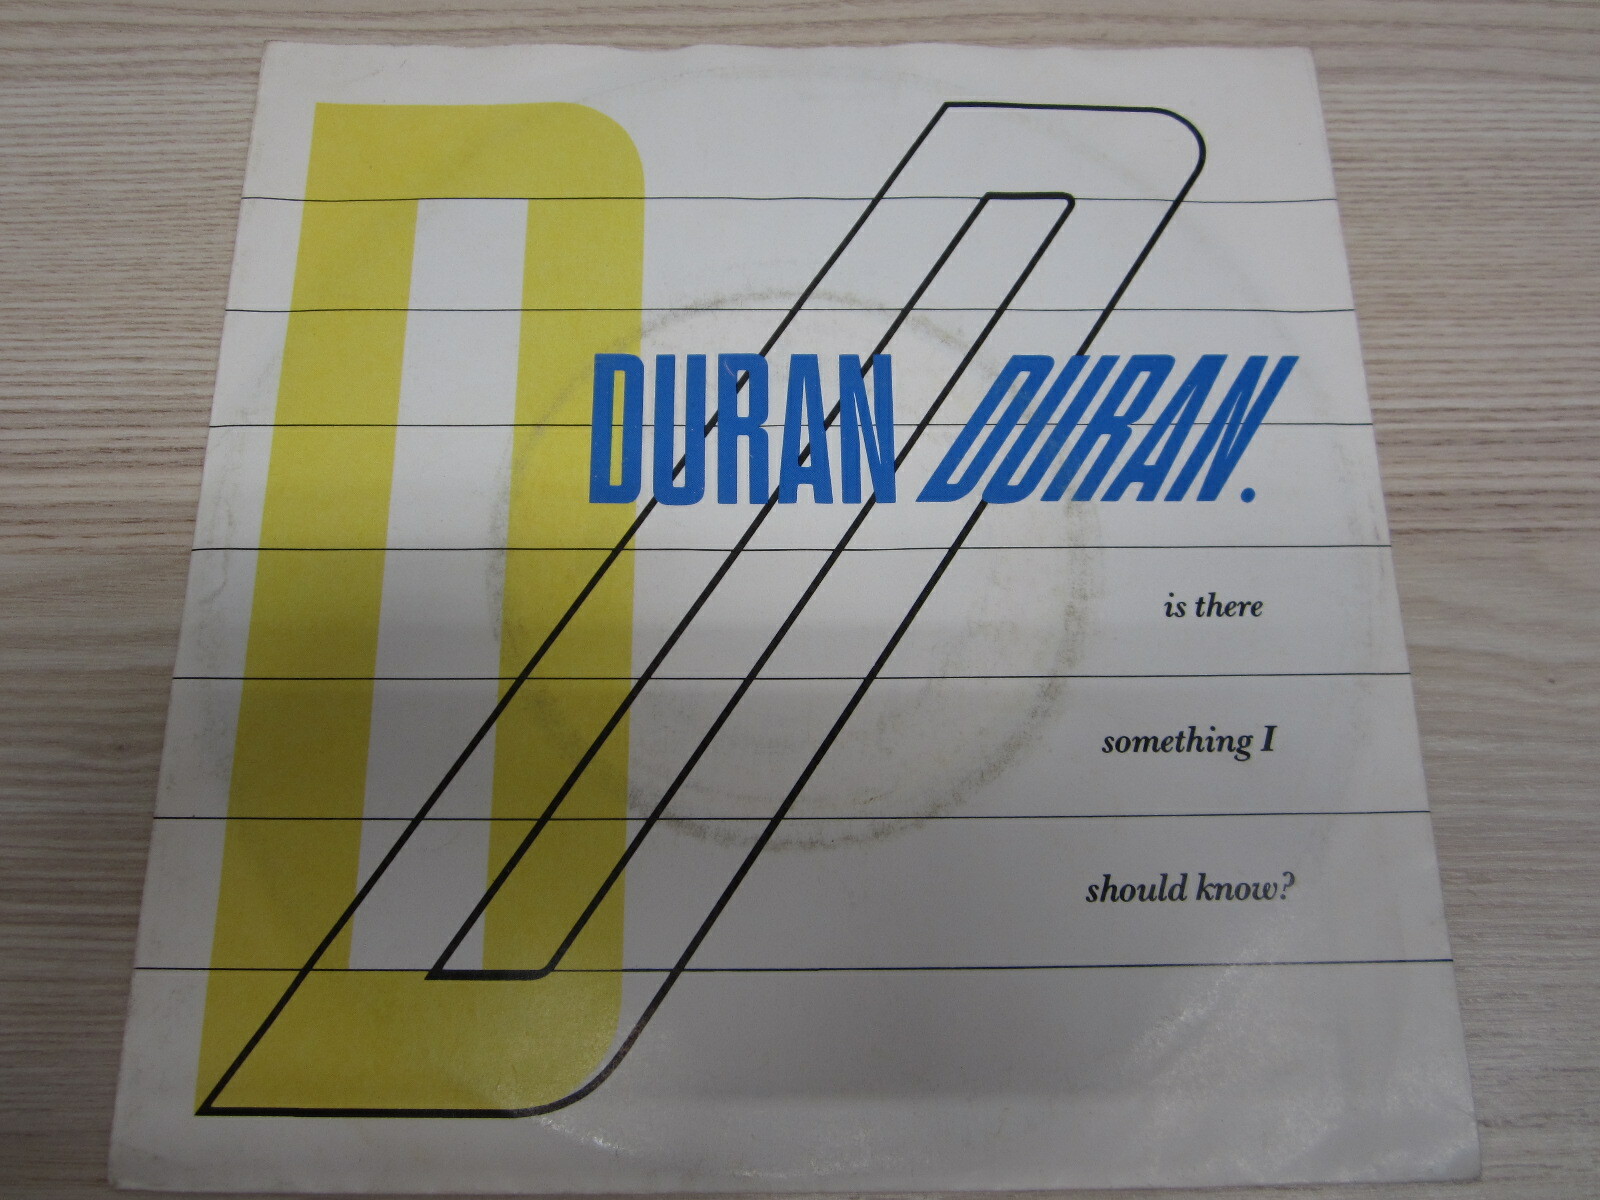 D D
DURAN DURAN.
is there
something I
should know?